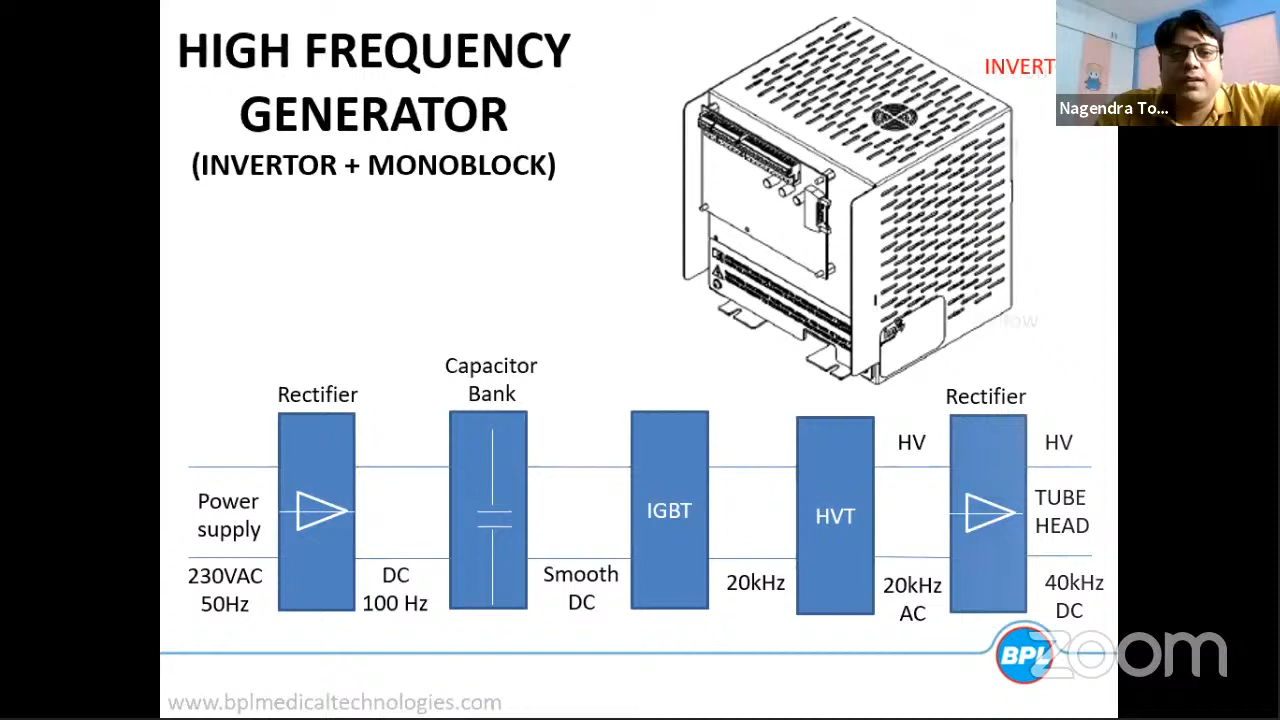 HIGH FREQUENCY
GENERATOR
(INVERTOR + MONOBLOCK)
INVERT
Nagendra To...
Capacitor
Bank
Rectifier
Rectifier
HV
HV
Power
supply
IGBT
HVT
TUBE
HEAD
230VAC
50Hz
DC
100 Hz
Smooth
DC
20kHz
20kHz
AC
40kHz
DC
BPL
zoom
www.bplmedicaltechnologies.com